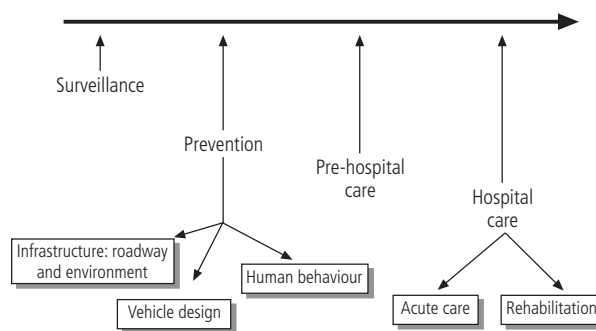 Surveillance
Prevention
Pre-hospital
care
Hospital
care
Infrastructure: roadway
and environment
Human behaviour
Vehicle design
Acute care
Rehabilitation